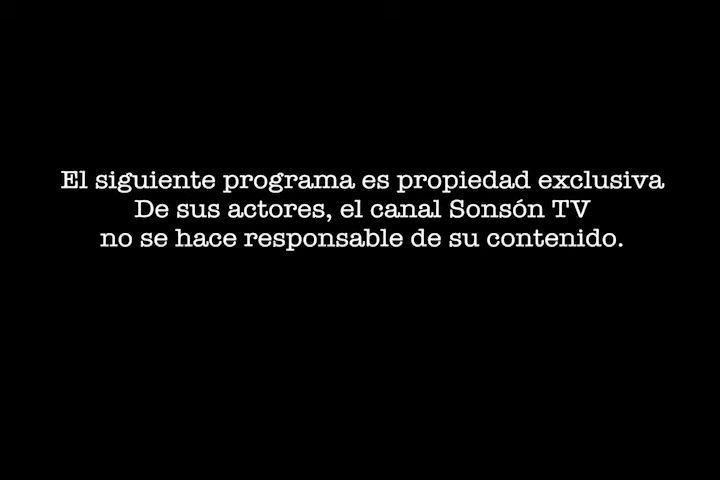 El siguiente programa es propiedad exclusiva
De sus actores, el canal Sonsón TV
no se hace responsable de su contenido.